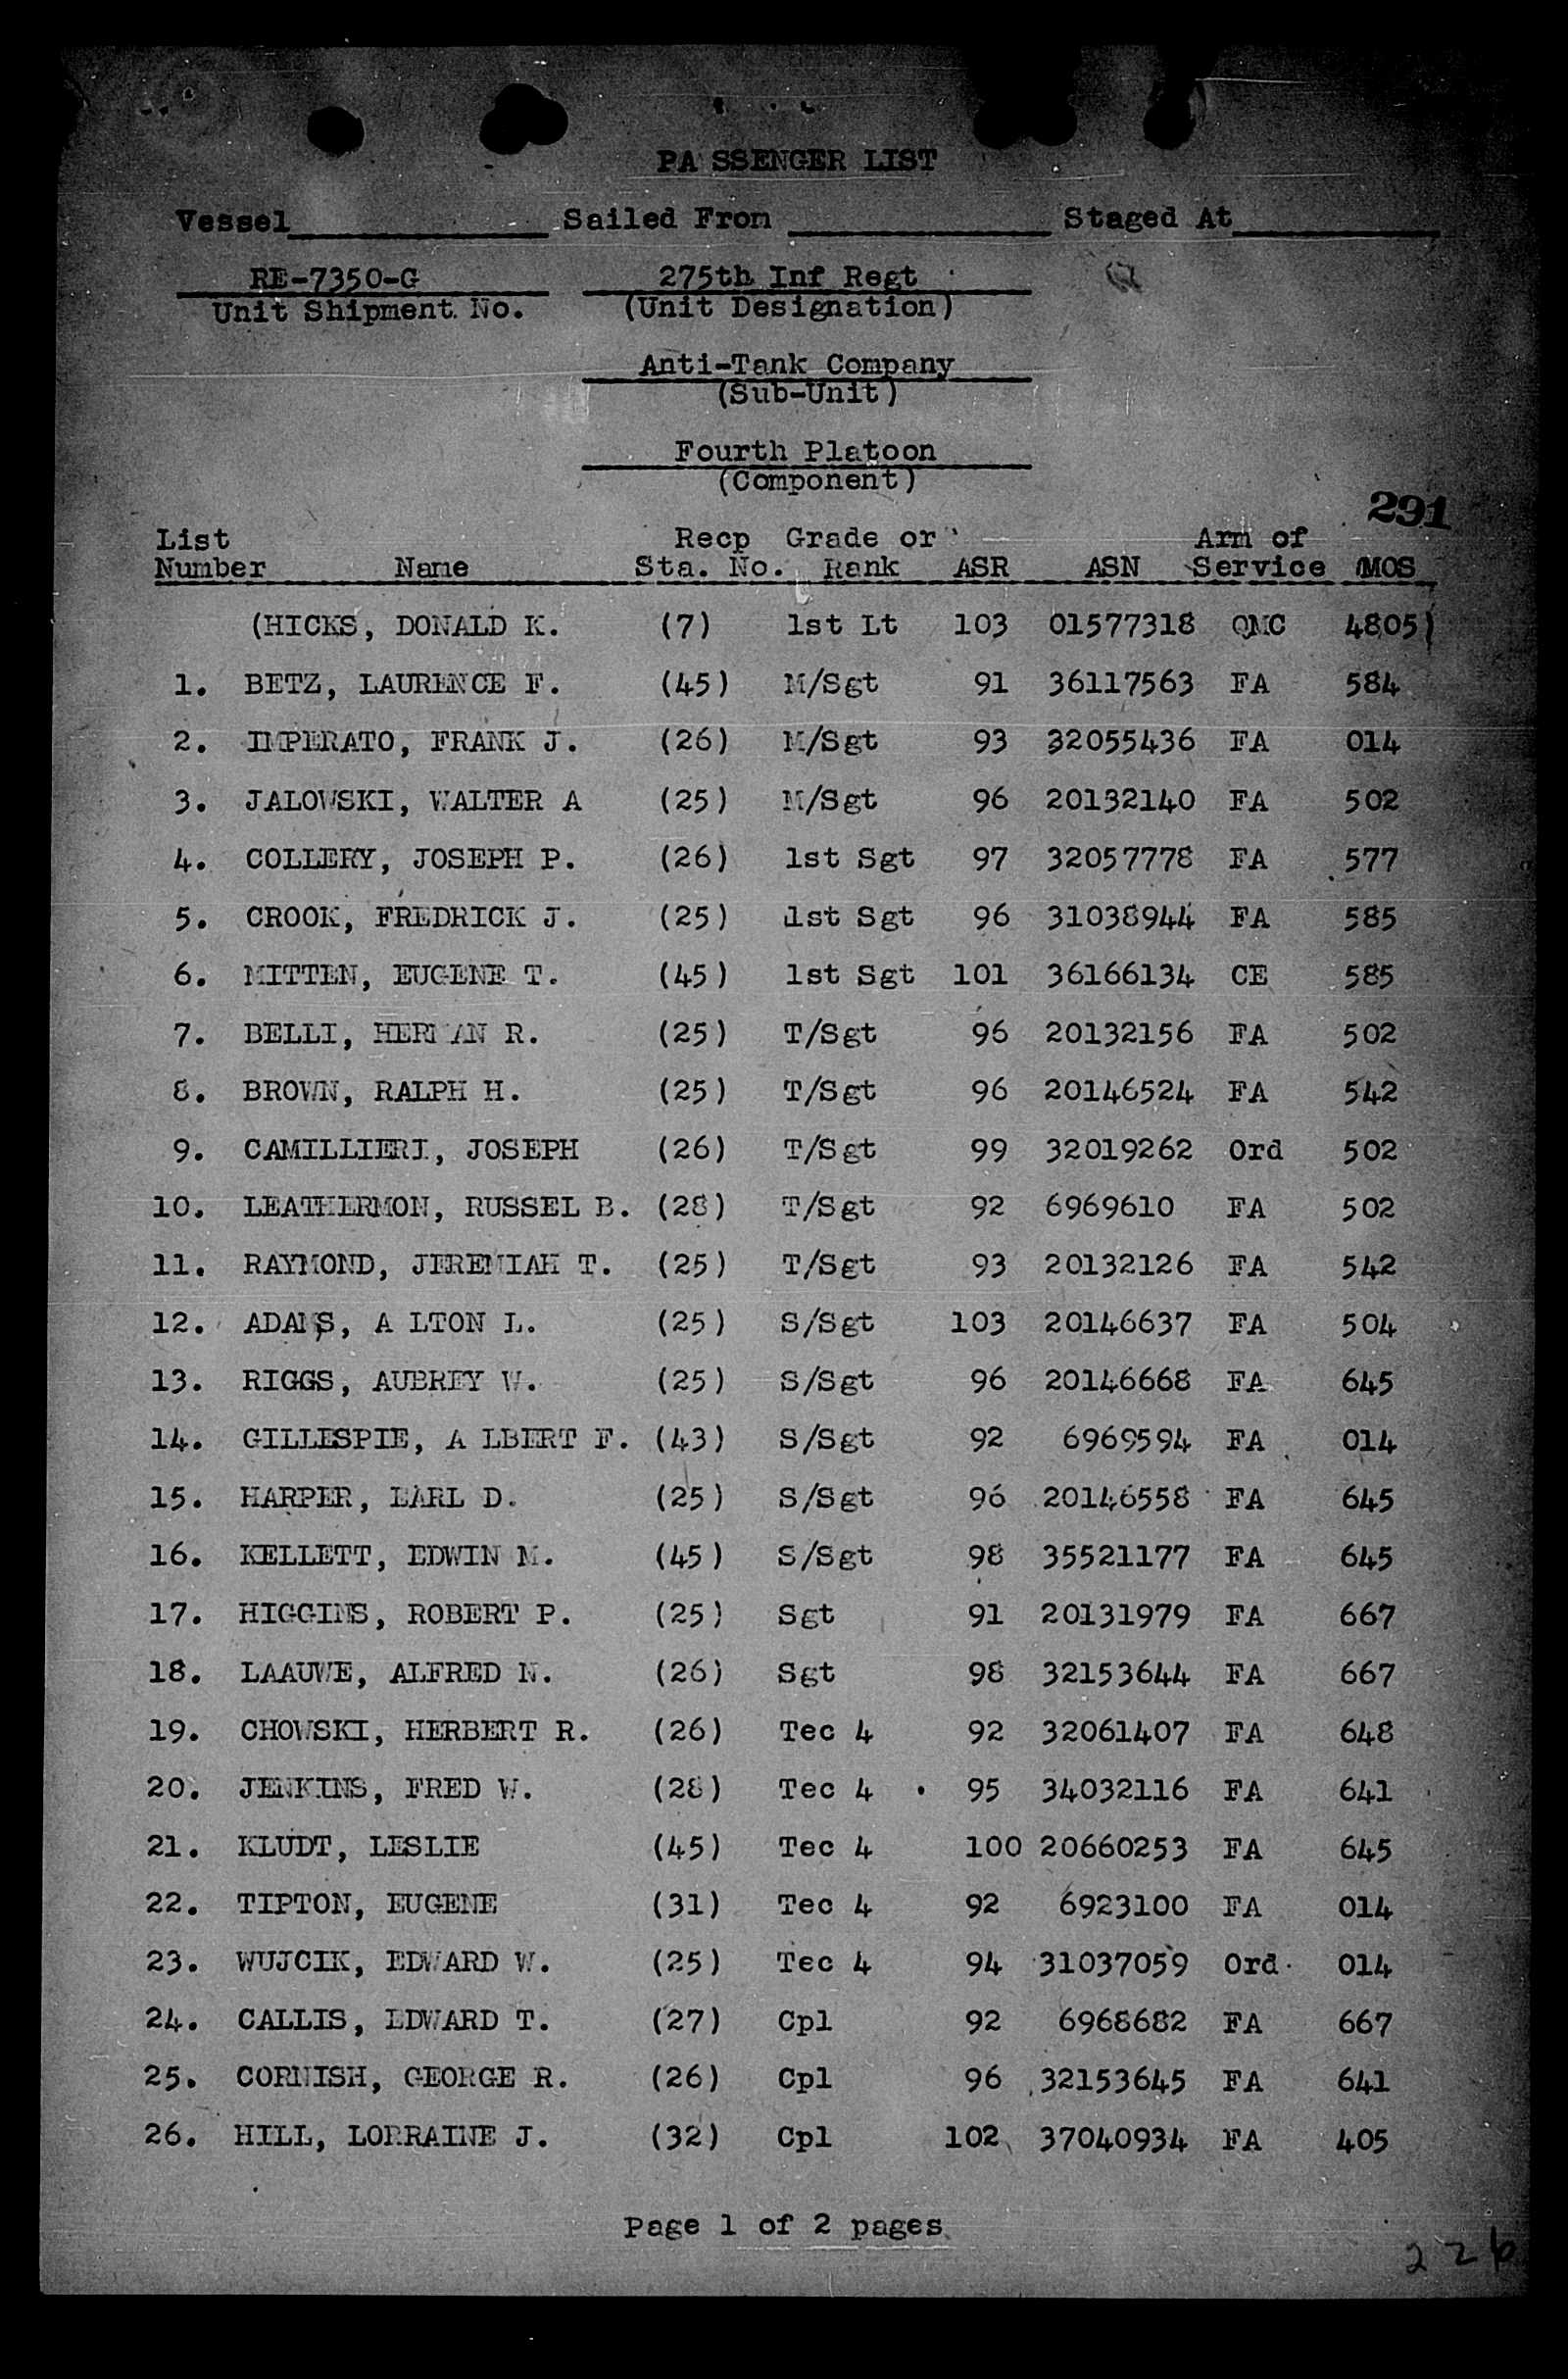 PASSENGER LIST
Vessel Sailed From Staged At
RE-7350-G 275th Inf Regt
Unit Shipment No. (Unit Designation)
Anti-Tank Company
(Sub-Unit)
Fourth Platoon
(Component)
291
List Recp Grade or Arm of
Number Name Sta. No. Rank ASR ASN Service MOS
(HICKS, DONALD K. (7) 1st Lt 103 01577318 QMC 4805)
1. BETZ, LAURENCE F. (45) M/Sgt 91 36117563 FA 584
2. IMPERATO, FRANK J. (26) M/Sgt 93 32055436 FA 014
3. JALOWSKI, WALTER A (25) M/Sgt 96 20132140 FA 502
4. COLLERY, JOSEPH P. (26) 1st Sgt 97 32057778 FA 577
5. CROOK, FREDRICK J. (25) 1st Sgt 96 31038944 FA 585
6. MITTEN, EUGENE T. (45) 1st Sgt 101 36166134 CE 585
7. BELLI, HERMAN R. (25) T/Sgt 96 20132156 FA 502
8. BROWN, RALPH H. (25) T/Sgt 96 20146524 FA 542
9. CAMILLIERI, JOSEPH (26) T/Sgt 99 32019262 Ord 502
10. LEATHERMON, RUSSEL B. (28) T/Sgt 92 6969610 FA 502
11. RAYMOND, JEREMIAH T. (25) T/Sgt 93 20132126 FA 542
12. ADAMS, A LTON L. (25) S/Sgt 103 20146637 FA 504
13. RIGGS, AUBREY W. (25) S/Sgt 96 20146668 FA 645
14. GILLESPIE, A LBERT F. (43) S/Sgt 92 6969594 FA 014
15. HARPER, EARL D. (25) S/Sgt 96 20146558 FA 645
16. KELLETT, EDWIN M. (45) S/Sgt 98 35521177 FA 645
17. HIGGINS, ROBERT P. (25) Sgt 91 20131979 FA 667
18. LAAUWE, ALFRED N. (26) Sgt 98 32153644 FA 667
19. CHOWSKI, HERBERT R. (26) Tec 4 92 32061407 FA 648
20. JENKINS, FRED W. (28) Tec 4 95 34032116 FA 641
21. KLUDT, LESLIE (45) Tec 4 100 20660253 FA 645
22. TIPTON, EUGENE (31) Tec 4 92 6923100 FA 014
23. WUJCIK, EDWARD W. (25) Tec 4 94 31037059 Ord 014
24. CALLIS, EDWARD T. (27) Cpl 92 6968682 FA 667
25. CORNISH, GEORGE R. (26) Cpl 96 32153645 FA 641
26. HILL, LORRAINE J. (32) Cpl 102 37040934 FA 405
Page 1 of 2 pages
226